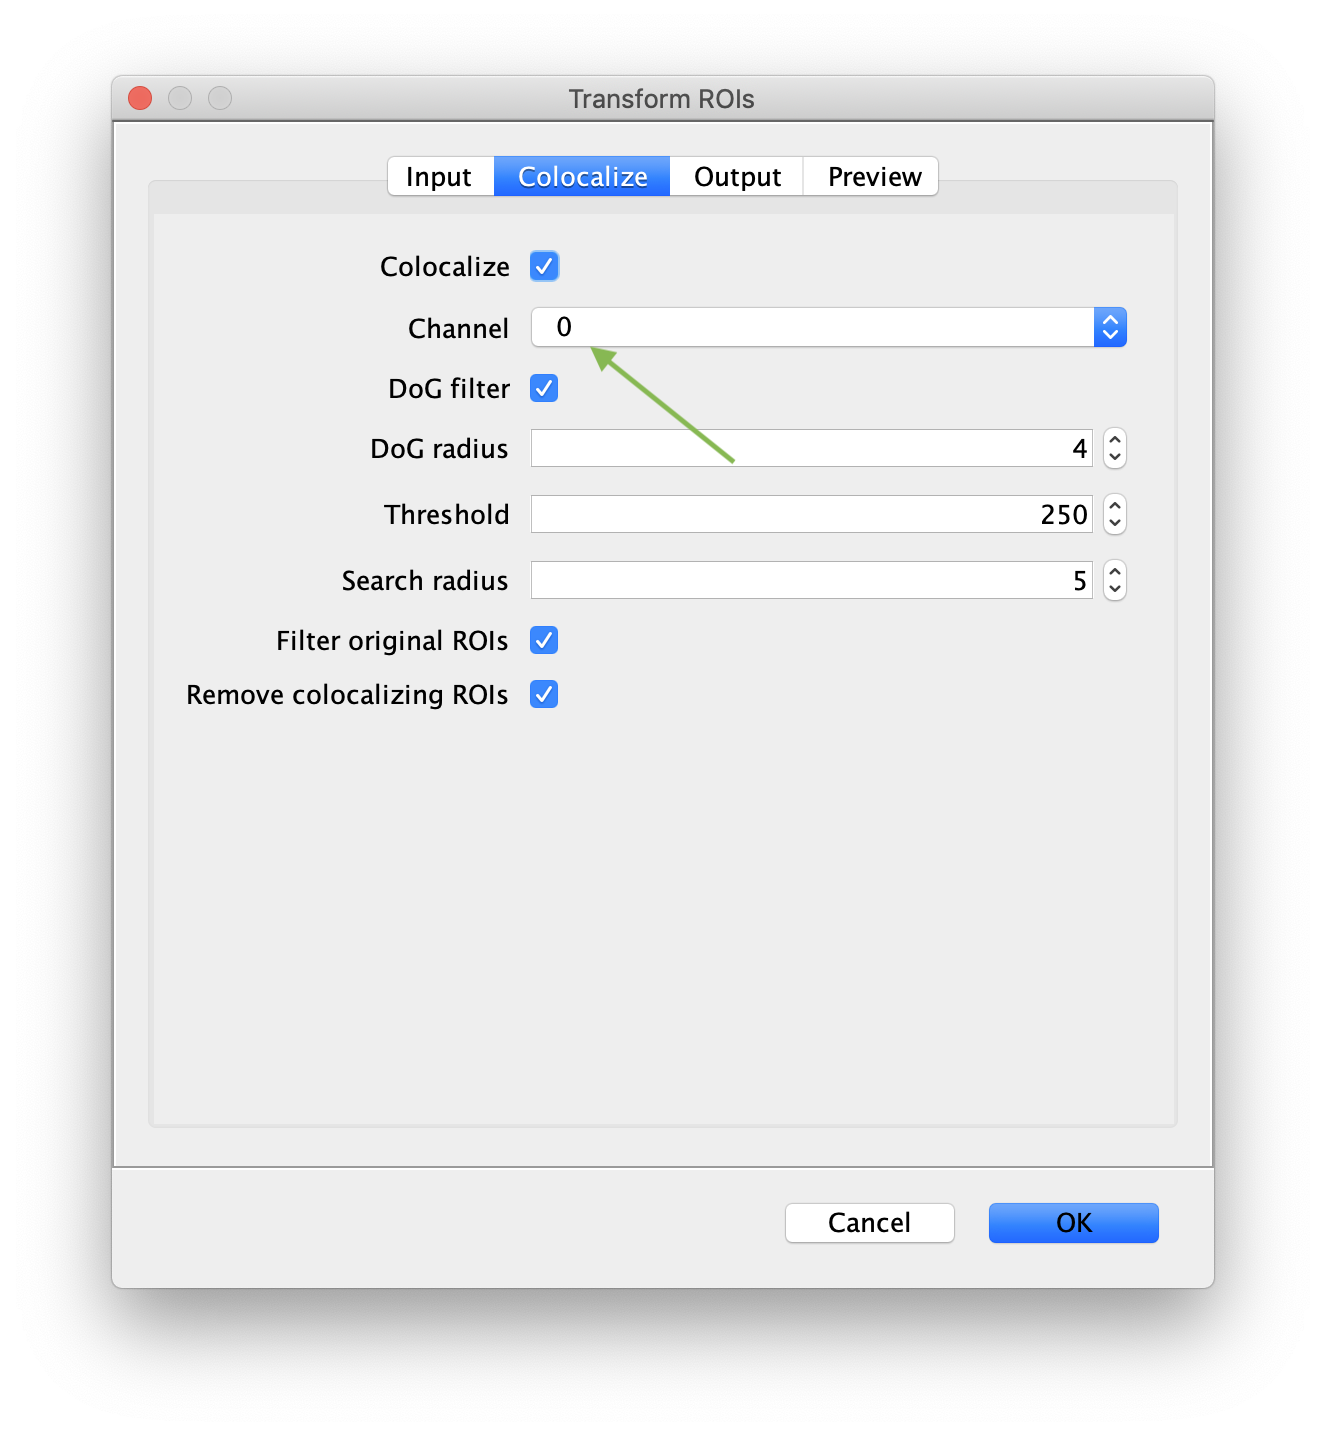 Transform ROIs
Input Colocalize Output Preview
Colocalize
Channel 0
DoG filter
DoG radius 4
Threshold 250
Search radius 5
Filter original ROIs
Remove colocalizing ROIs
Cancel OK